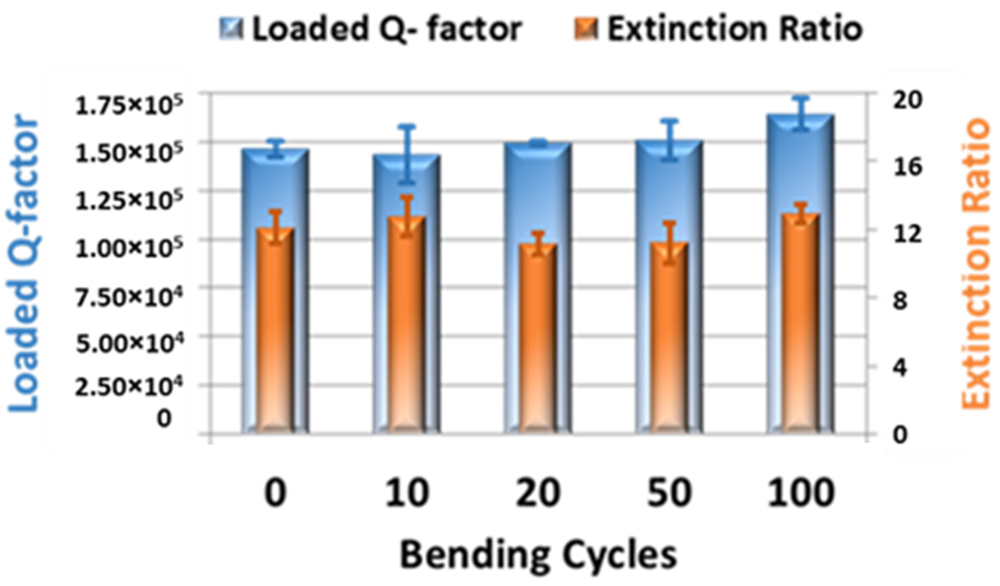 Loaded Q- factor
Extinction Ratio
Loaded Q-factor
1.75×10⁵
1.50×10⁵
1.25×10⁵
1.00×10⁵
7.50×10⁴
5.00×10⁴
2.50×10⁴
0
20
16
12
8
4
0
Extinction Ratio
0 10 20 50 100
Bending Cycles